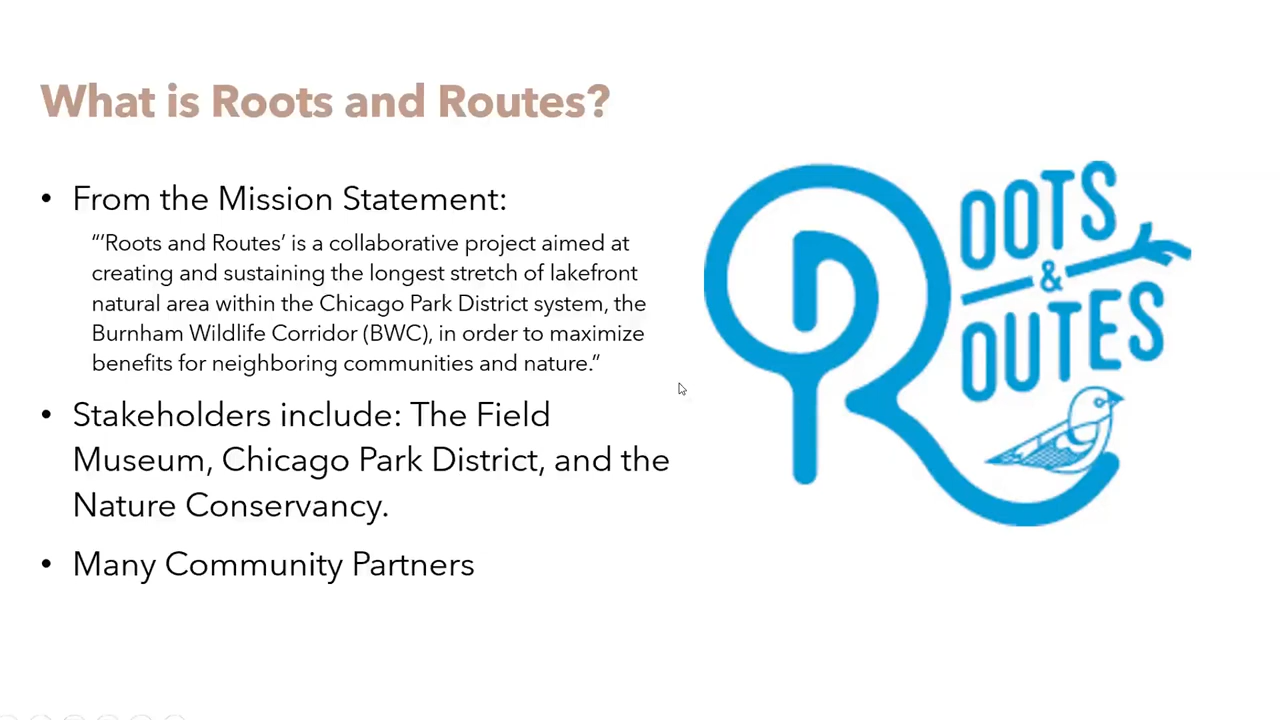 What is Roots and Routes?
• From the Mission Statement:
“‘Roots and Routes’ is a collaborative project aimed at
creating and sustaining the longest stretch of lakefront
natural area within the Chicago Park District system, the
Burnham Wildlife Corridor (BWC), in order to maximize
benefits for neighboring communities and nature.”
• Stakeholders include: The Field
Museum, Chicago Park District, and the
Nature Conservancy.
• Many Community Partners
ROOTS
&
ROUTES